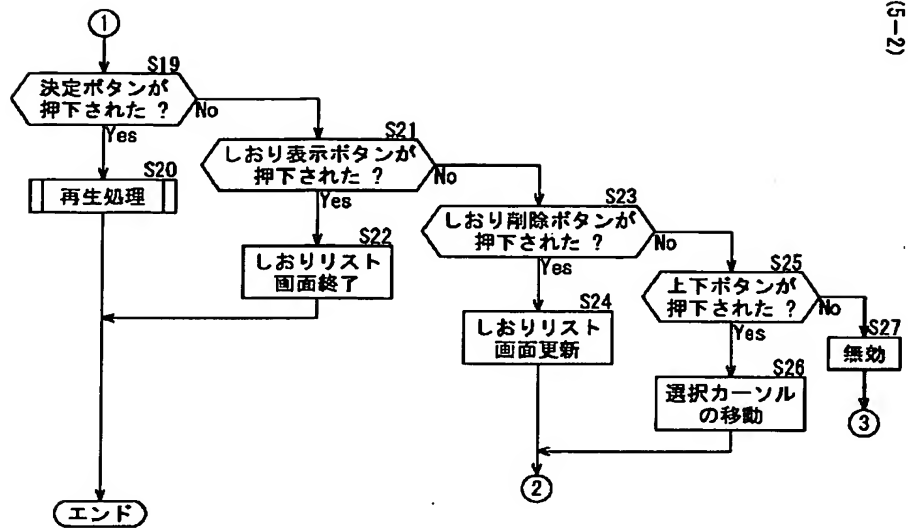 (5-2)
①
S19
決定ボタンが
押下された ?
No
Yes
S20
再生処理
S21
しおり表示ボタンが
押下された ?
No
Yes
S22
しおりリスト
画面終了
S23
しおり削除ボタンが
押下された ?
No
Yes
S24
しおりリスト
画面更新
S25
上下ボタンが
押下された ?
No
Yes
S26
選択カーソル
の移動
S27
無効
③
②
エンド